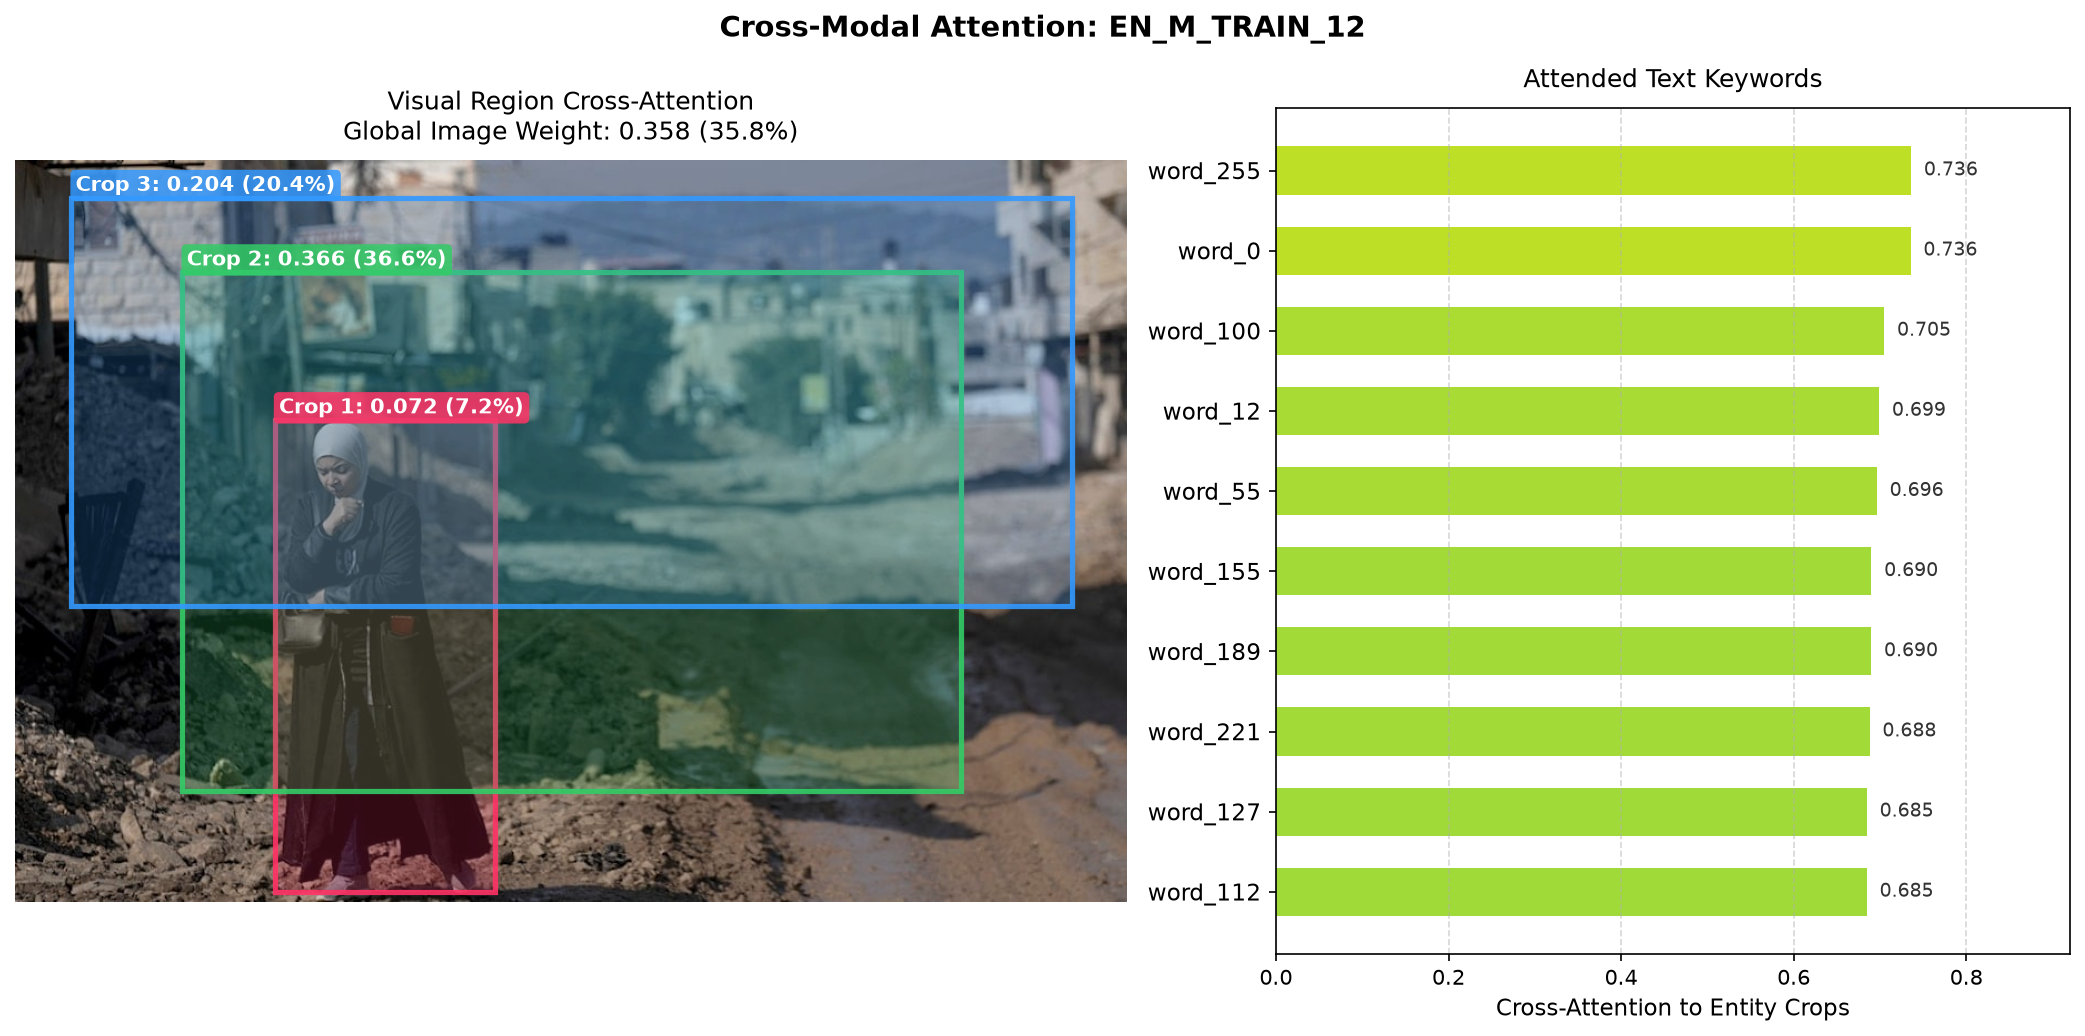 Cross-Modal Attention: EN_M_TRAIN_12
Visual Region Cross-Attention
Global Image Weight: 0.358 (35.8%)
Crop 3: 0.204 (20.4%)
Crop 2: 0.366 (36.6%)
Crop 1: 0.072 (7.2%)
Attended Text Keywords
word_255 0.736
word_0 0.736
word_100 0.705
word_12 0.699
word_55 0.696
word_155 0.690
word_189 0.690
word_221 0.688
word_127 0.685
word_112 0.685
0.0 0.2 0.4 0.6 0.8
Cross-Attention to Entity Crops